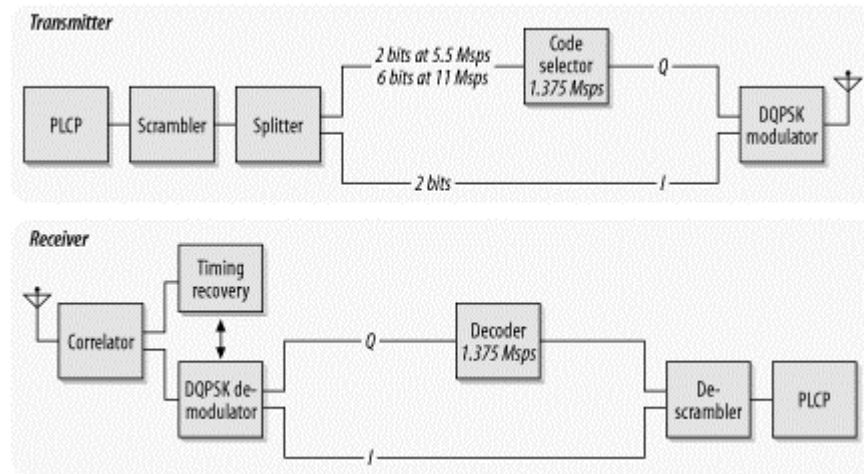 Transmitter
2 bits at 5.5 Msps
6 bits at 11 Msps
Code
selector
1.375 Msps
Q
PLCP
Scrambler
Splitter
DQPSK
modulator
2 bits
I
Receiver
Timing
recovery
Correlator
Q
Decoder
1.375 Msps
DQPSK de-
modulator
De-
scrambler
PLCP
I